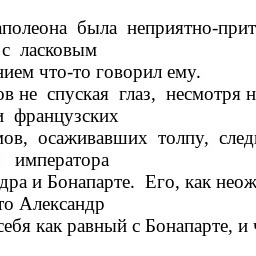 аполеона была неприятно-прит
с ласковым
нием что-то говорил ему.
ов не спуская глаз, несмотря н
и французских
мов, осаживавших толпу, след
императора
дра и Бонапарте. Его, как неож
то Александр
себя как равный с Бонапарте, и ч